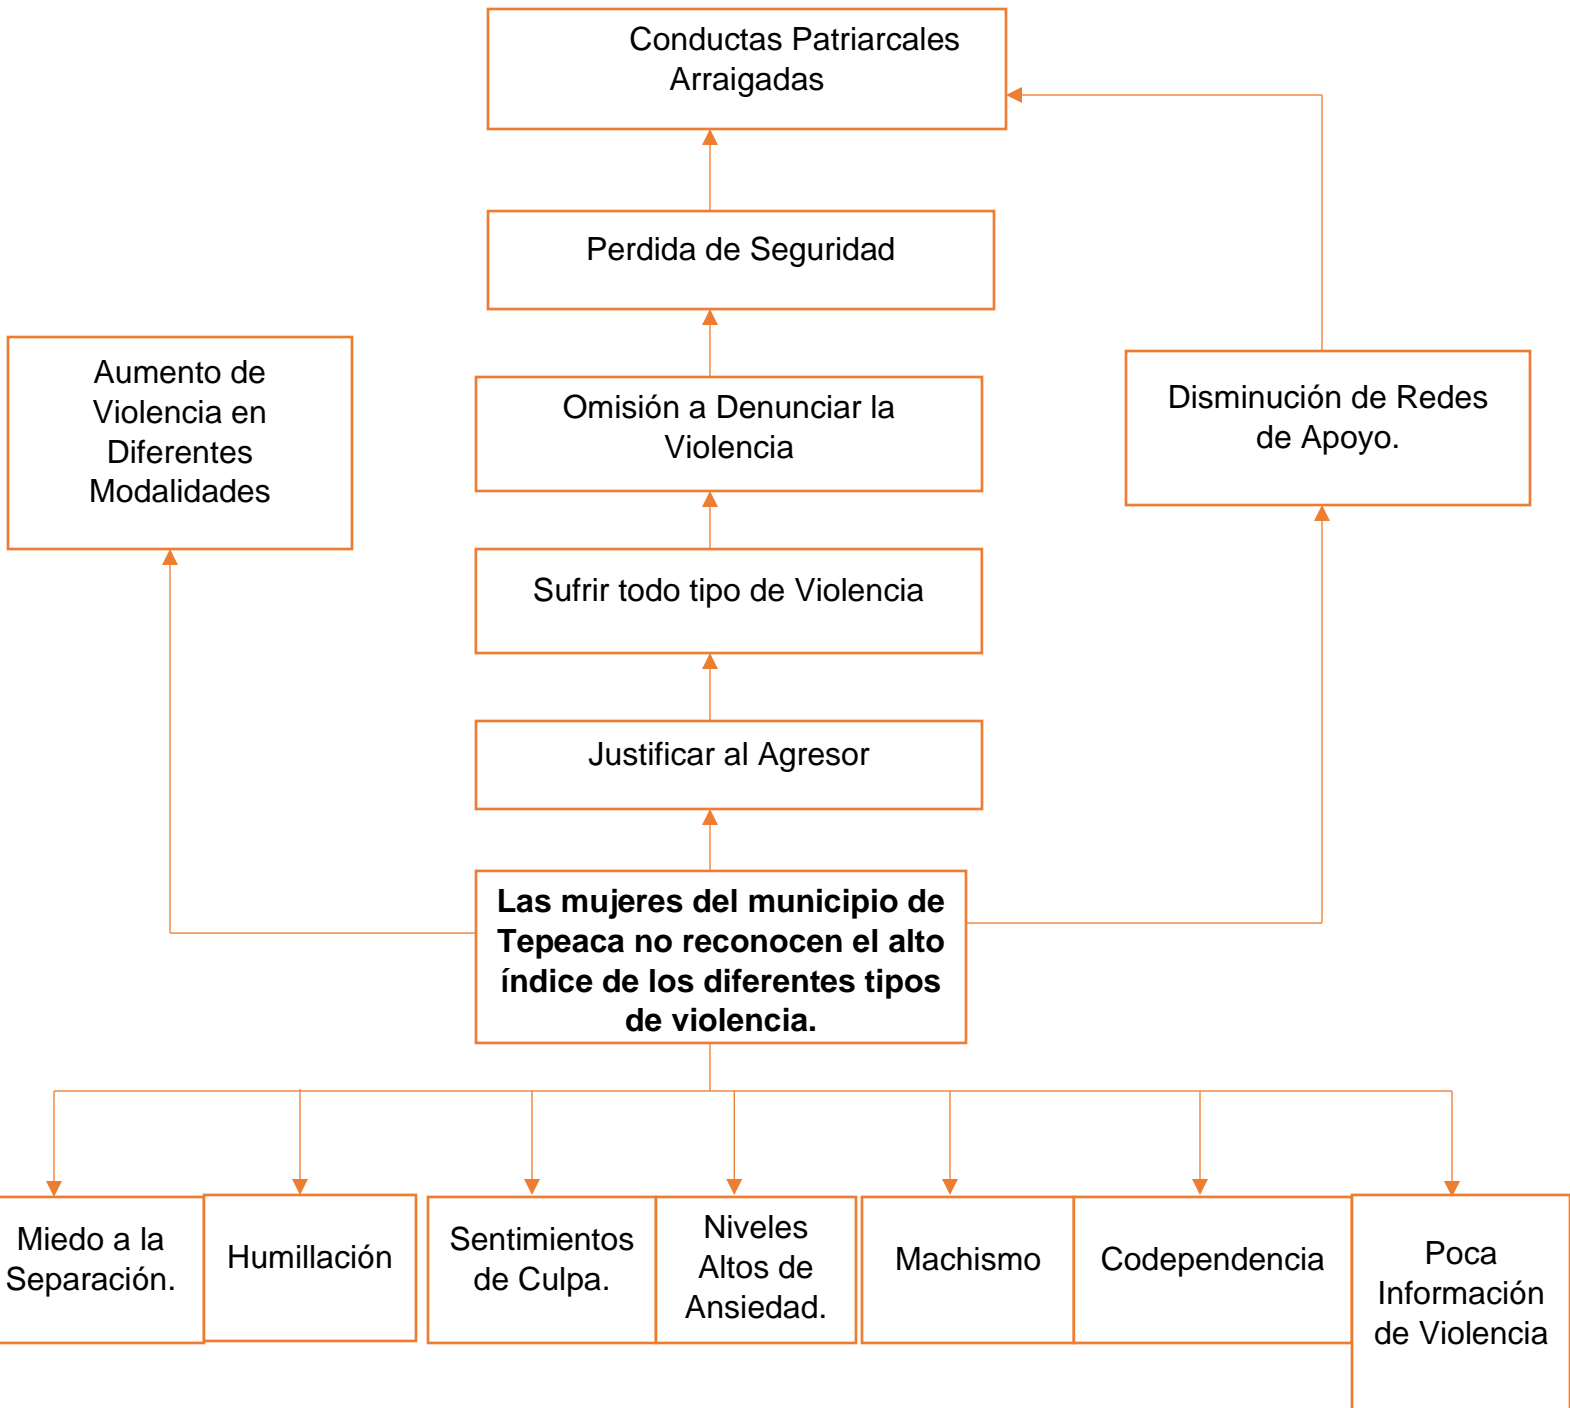 Conductas Patriarcales
Arraigadas
Perdida de Seguridad
Aumento de
Violencia en
Diferentes
Modalidades
Omisión a Denunciar la
Violencia
Disminución de Redes
de Apoyo.
Sufrir todo tipo de Violencia
Justificar al Agresor
Las mujeres del municipio de
Tepeaca no reconocen el alto
índice de los diferentes tipos
de violencia.
Miedo a la
Separación.
Humillación
Sentimientos
de Culpa.
Niveles
Altos de
Ansiedad.
Machismo
Codependencia
Poca
Información
de Violencia